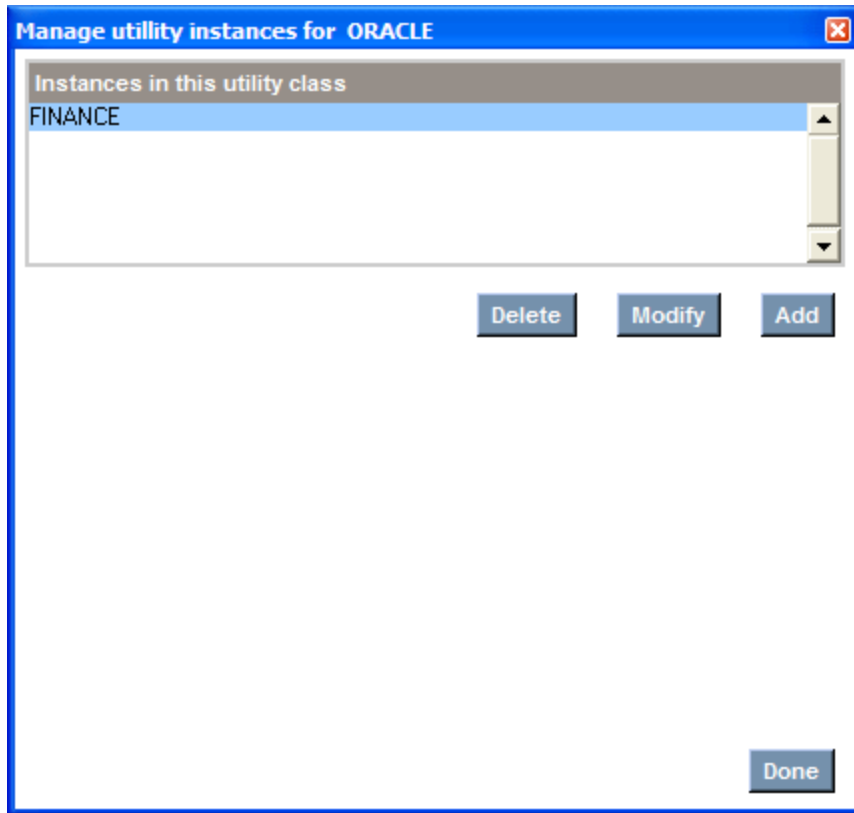 Manage utillity instances for ORACLE
Instances in this utility class
FINANCE
Delete Modify Add
Done